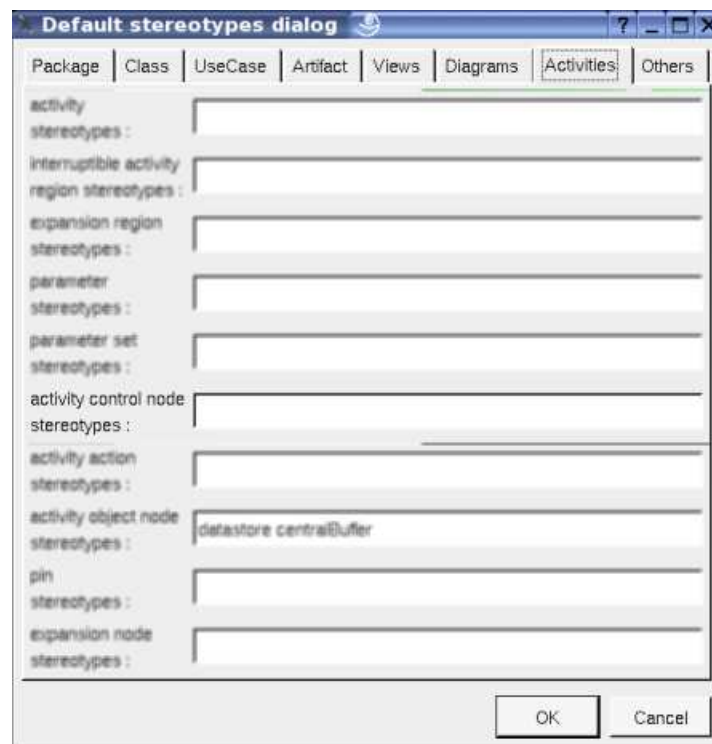 Default stereotypes dialog ? _
Package Class UseCase Artifact Views Diagrams Activities Others
activity
stereotypes :
interruptible activity
region stereotypes :
expansion region
stereotypes :
parameter
stereotypes :
parameter set
stereotypes :
activity control node
stereotypes :
activity action
stereotypes :
activity object node
stereotypes :
datastore centralBuffer
pin
stereotypes :
expansion node
stereotypes :
OK Cancel